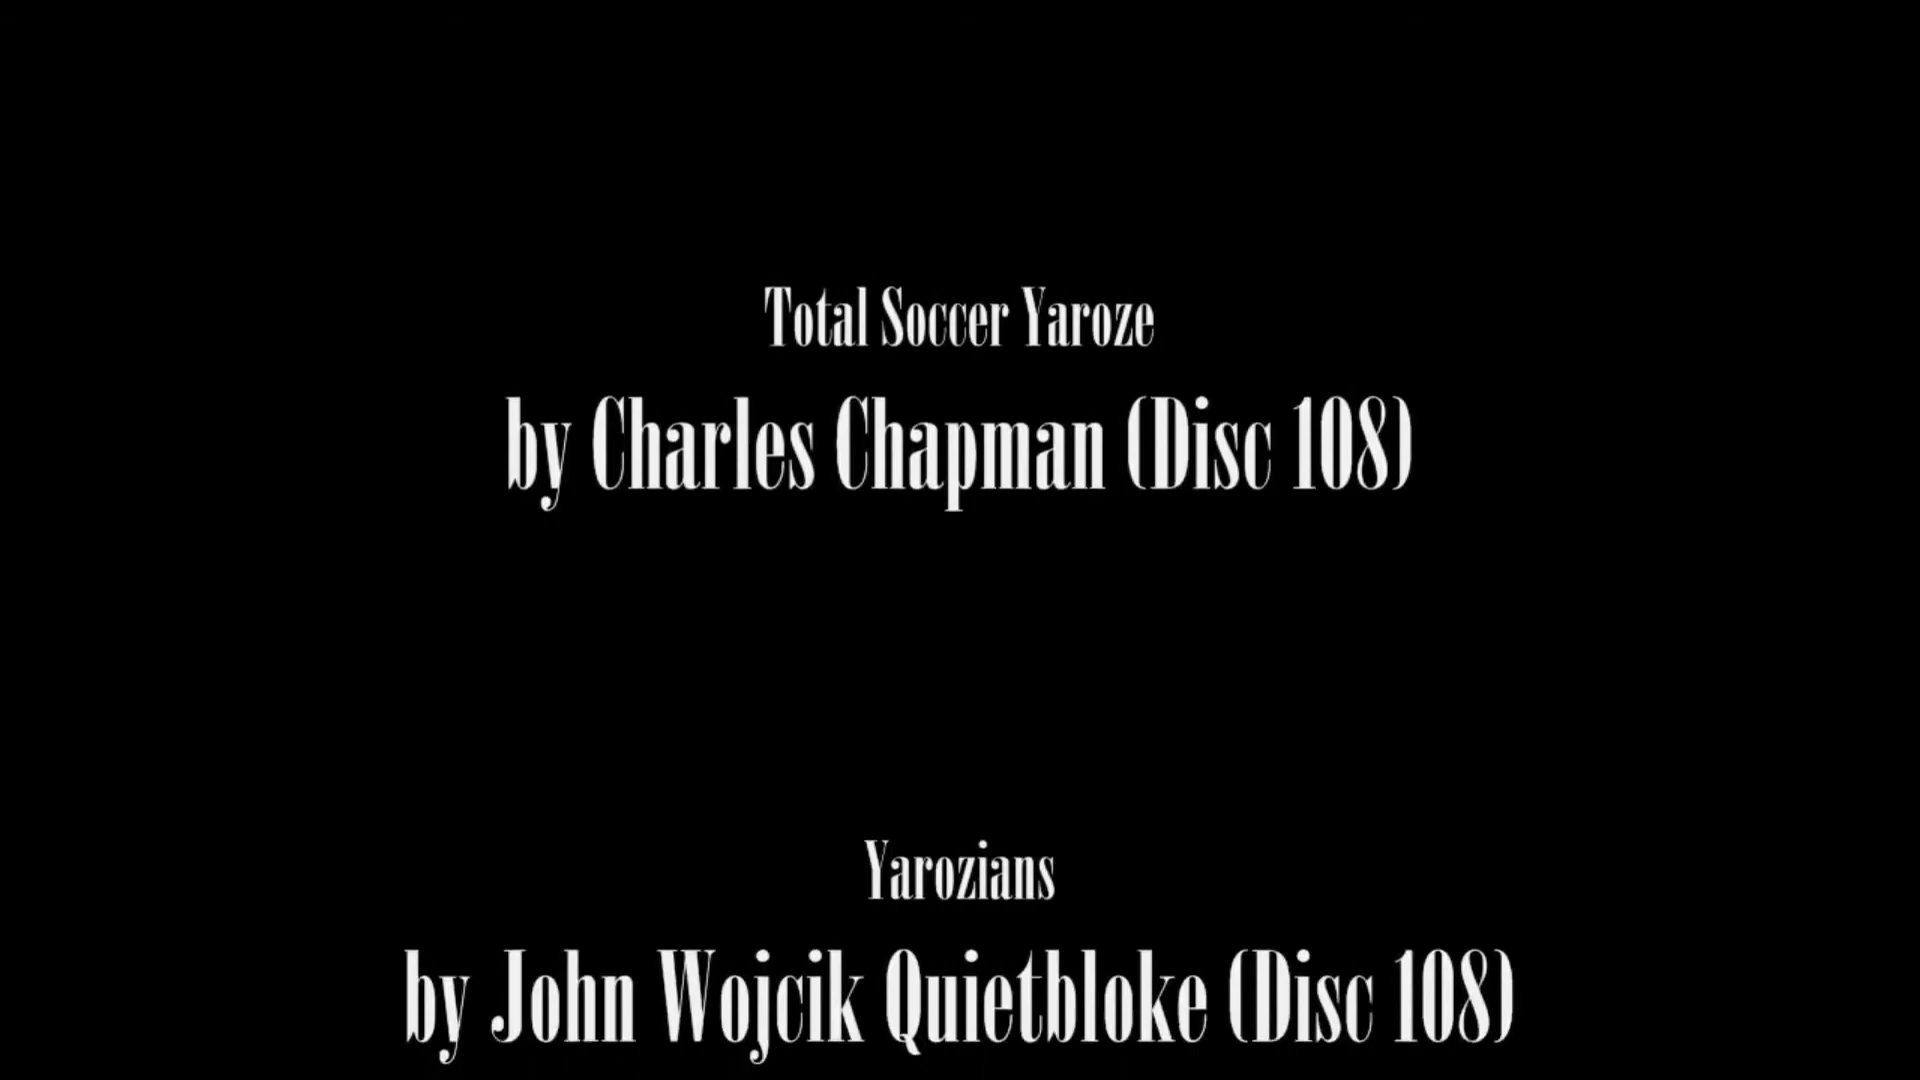 Total Soccer Yaroze
by Charles Chapman (Disc 108)
Yarozians
by John Wojcik Quietbloke (Disc 108)